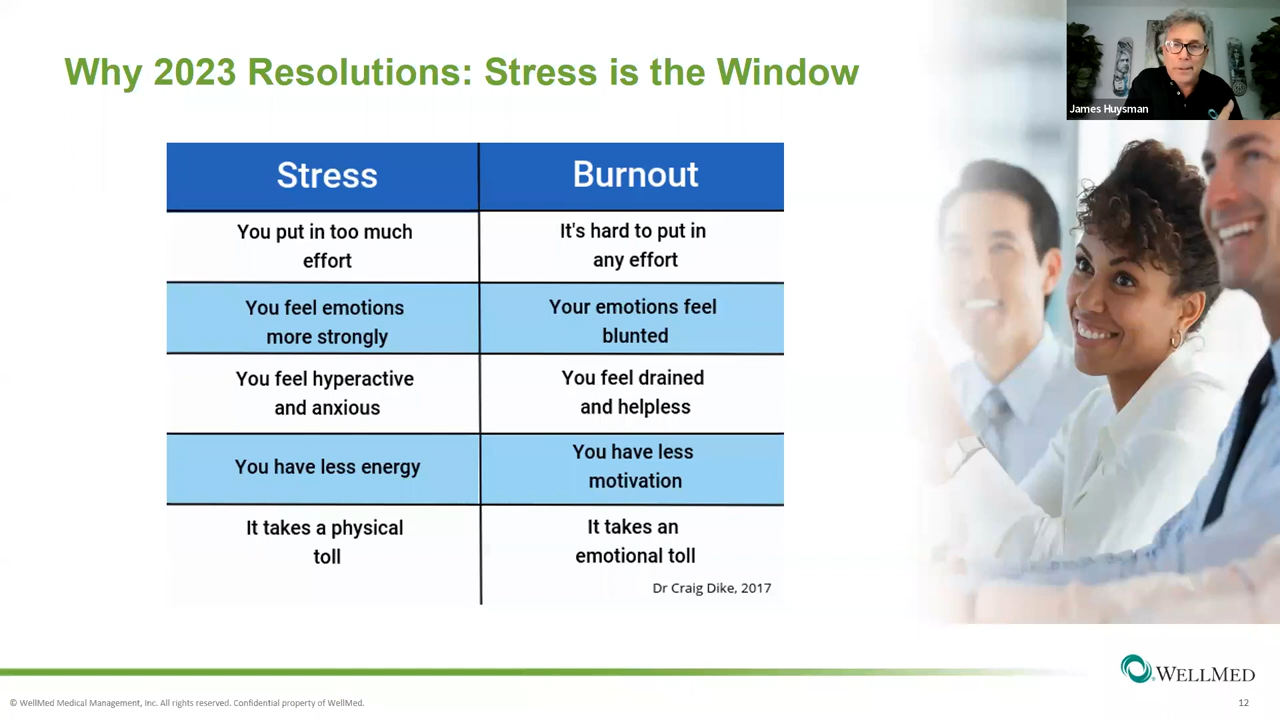 Why 2023 Resolutions: Stress is the Window
James Huysman
Stress
Burnout
You put in too much
effort
It's hard to put in
any effort
You feel emotions
more strongly
Your emotions feel
blunted
You feel hyperactive
and anxious
You feel drained
and helpless
You have less energy
You have less
motivation
It takes a physical
toll
It takes an
emotional toll
Dr Craig Dike, 2017
WELLMED
© WellMed Medical Management, Inc. All rights reserved. Confidential property of WellMed.
12